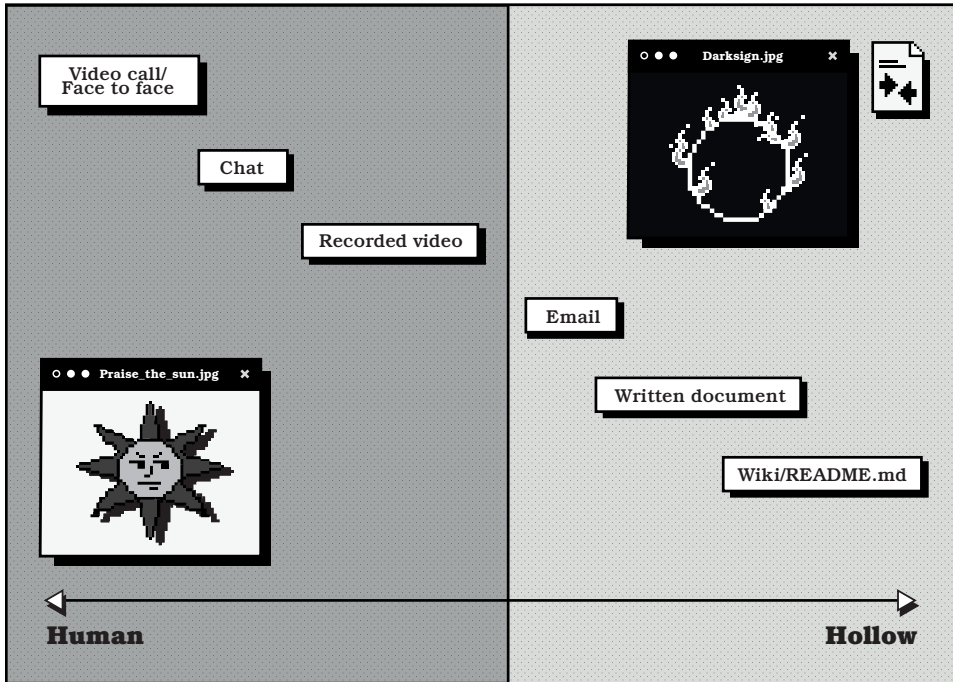 Video call/
Face to face
Darksign.jpg
Chat
Recorded video
Email
Praise_the_sun.jpg
Written document
Wiki/README.md
Human
Hollow